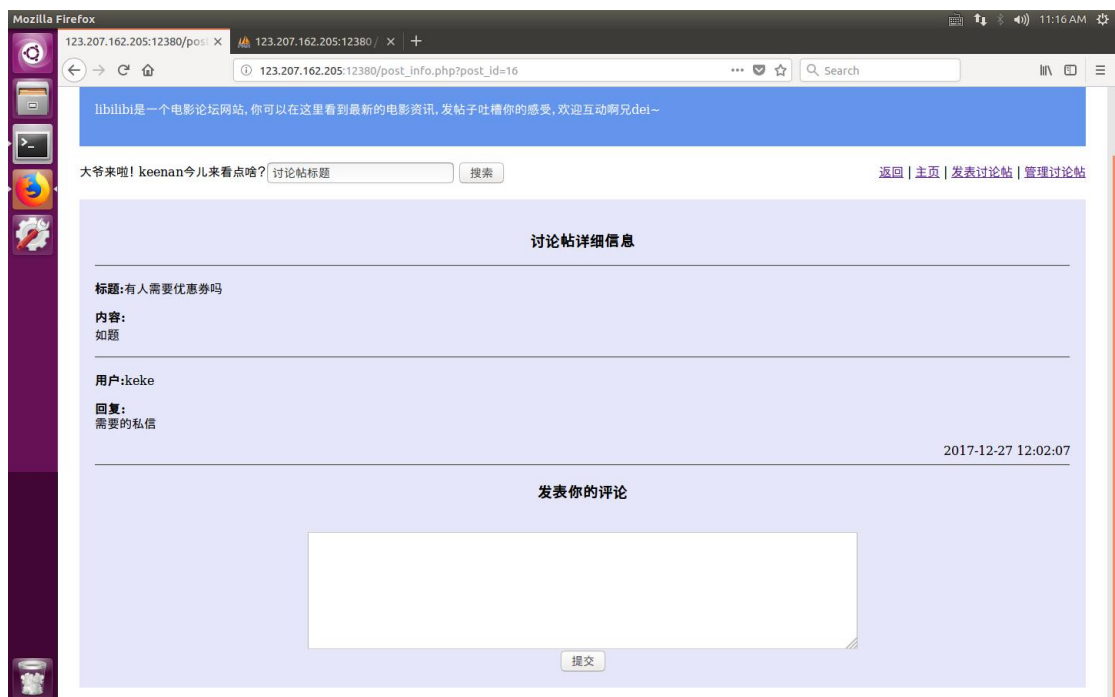 Mozilla Firefox
11:16 AM
123.207.162.205:12380/pos
123.207.162.205:12380/
123.207.162.205:12380/post_info.php?post_id=16
Search
libilibi是一个电影论坛网站,你可以在这里看到最新的电影资讯,发帖子吐槽你的感受,欢迎互动啊兄dei~
大爷来啦! keenan今儿来看点啥? 讨论帖标题 搜索 返回 | 主页 | 发表讨论帖 | 管理讨论帖
讨论帖详细信息
标题:有人需要优惠券吗
内容:
如题
用户:keke
回复:
需要的私信
2017-12-27 12:02:07
发表你的评论
提交